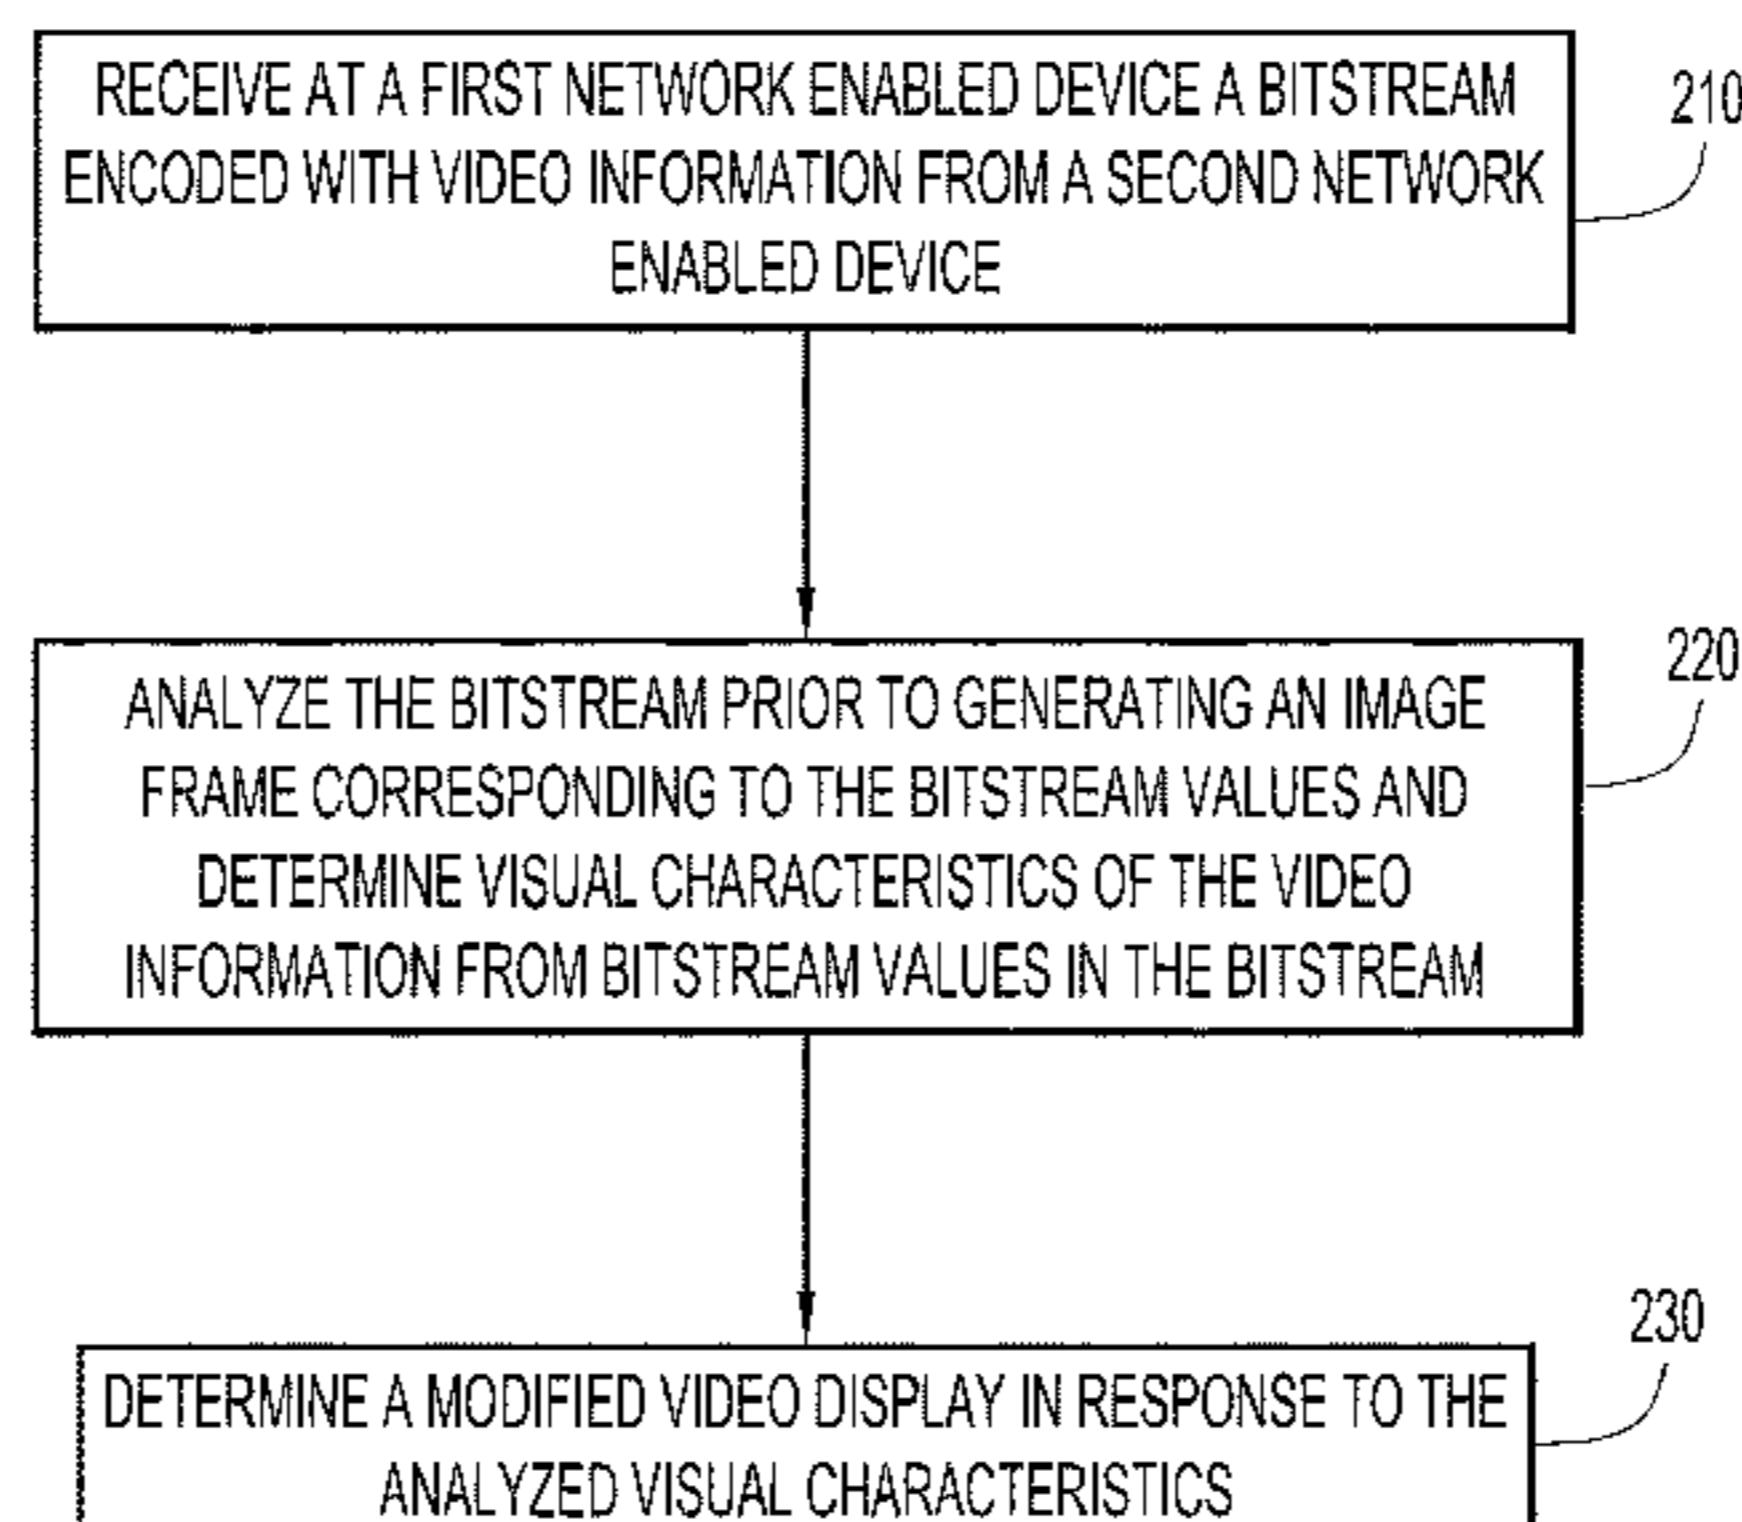 RECEIVE AT A FIRST NETWORK ENABLED DEVICE A BITSTREAM
ENCODED WITH VIDEO INFORMATION FROM A SECOND NETWORK
ENABLED DEVICE
210
ANALYZE THE BITSTREAM PRIOR TO GENERATING AN IMAGE
FRAME CORRESPONDING TO THE BITSTREAM VALUES AND
DETERMINE VISUAL CHARACTERISTICS OF THE VIDEO
INFORMATION FROM BITSTREAM VALUES IN THE BITSTREAM
220
DETERMINE A MODIFIED VIDEO DISPLAY IN RESPONSE TO THE
ANALYZED VISUAL CHARACTERISTICS
230